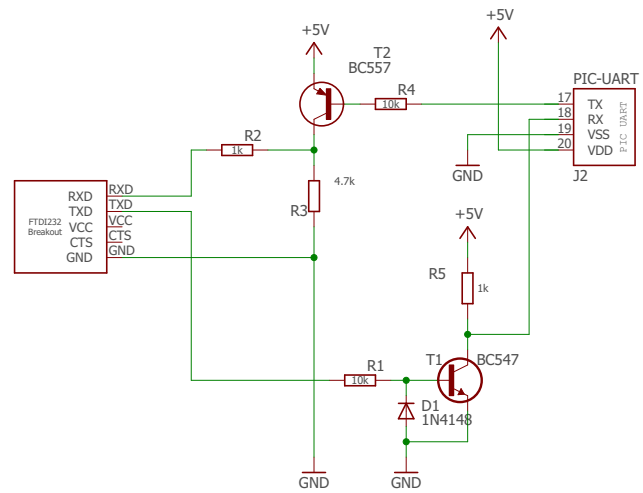 +5V
+5V
T2
BC557
PIC-UART
R4
10k
17
TX
18
RX
19
VSS
20
VDD
PIC UART
J2
R2
1k
GND
4.7k
R3
RXD
RXD
TXD
TXD
VCC
VCC
CTS
CTS
GND
GND
FTDI232
Breakout
+5V
R5
1k
R1
10k
T1
BC547
D1
1N4148
GND
GND